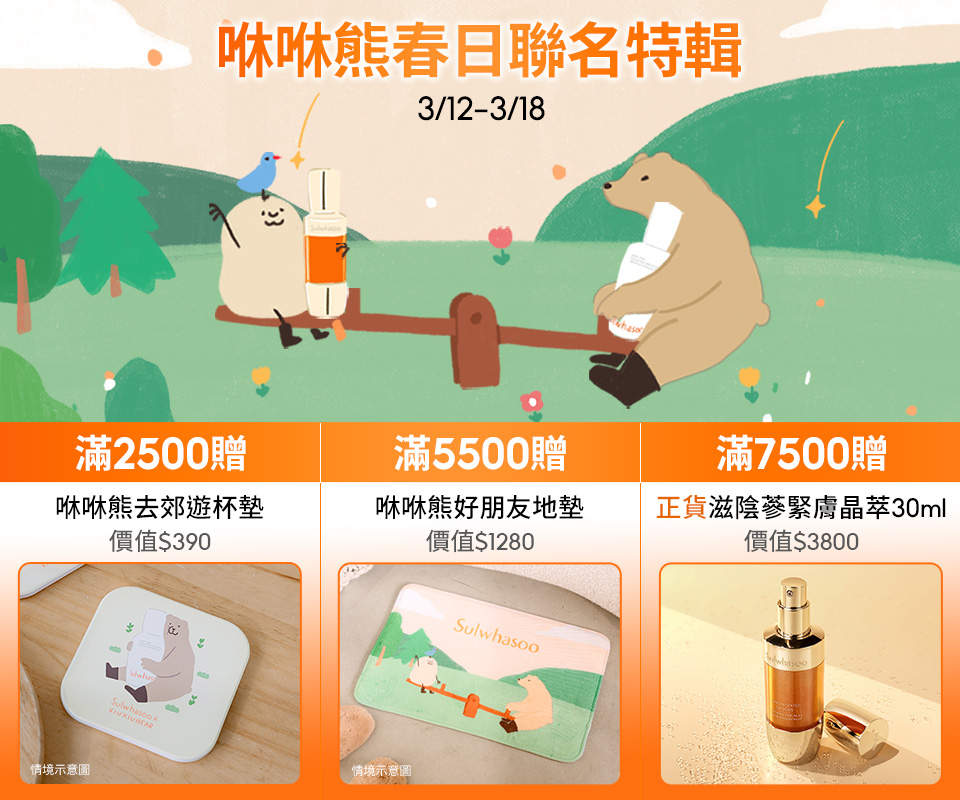 咻咻熊春日聯名特輯
3/12-3/18
Sulwhasoo
滿2500贈
滿5500贈
滿7500贈
咻咻熊去郊遊杯墊
價值$390
咻咻熊好朋友地墊
價值$1280
正貨滋陰蔘緊膚晶萃30ml
價值$3800
Sulwhasoo x
XIUXIUBEAR
情境示意圖
Sulwhasoo
情境示意圖
Sulwhasoo